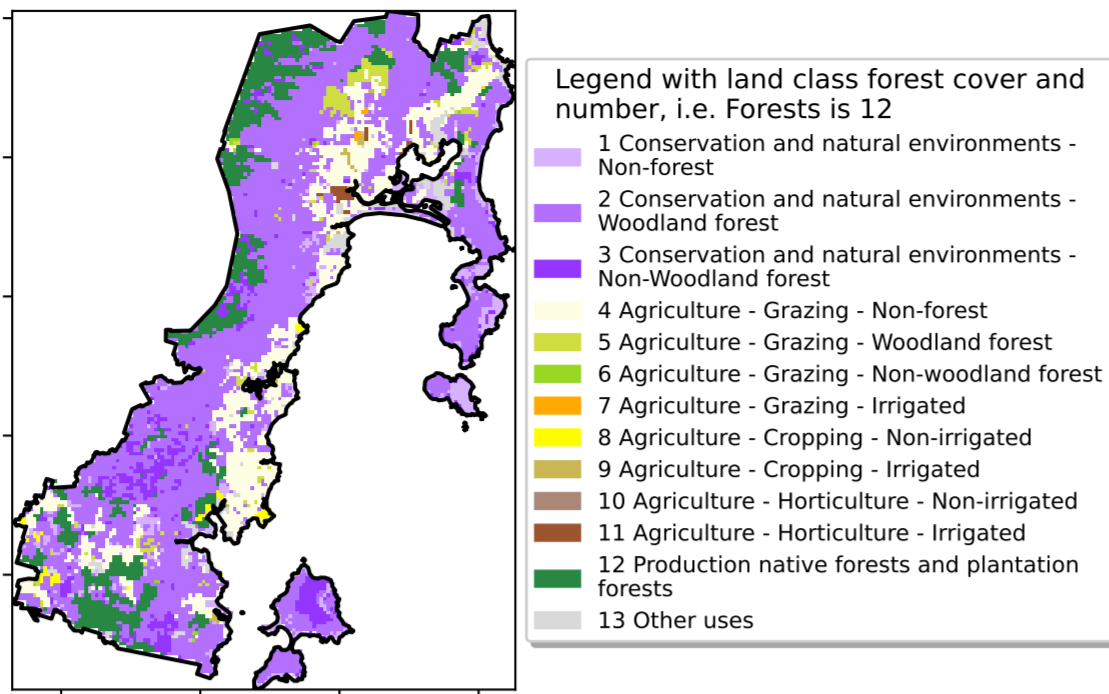 Legend with land class forest cover and
number, i.e. Forests is 12
1 Conservation and natural environments -
Non-forest
2 Conservation and natural environments -
Woodland forest
3 Conservation and natural environments -
Non-Woodland forest
4 Agriculture - Grazing - Non-forest
5 Agriculture - Grazing - Woodland forest
6 Agriculture - Grazing - Non-woodland forest
7 Agriculture - Grazing - Irrigated
8 Agriculture - Cropping - Non-irrigated
9 Agriculture - Cropping - Irrigated
10 Agriculture - Horticulture - Non-irrigated
11 Agriculture - Horticulture - Irrigated
12 Production native forests and plantation
forests
13 Other uses